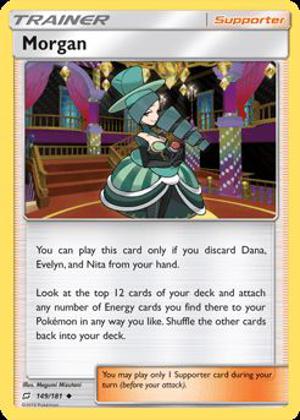 TRAINER Supporter
Morgan
You can play this card only if you discard Dana,
Evelyn, and Nita from your hand.
Look at the top 12 cards of your deck and attach
any number of Energy cards you find there to your
Pokémon in any way you like. Shuffle the other cards
back into your deck.
Illus. Megumi Mizutani
149/181
You may play only 1 Supporter card during your
turn (before your attack).